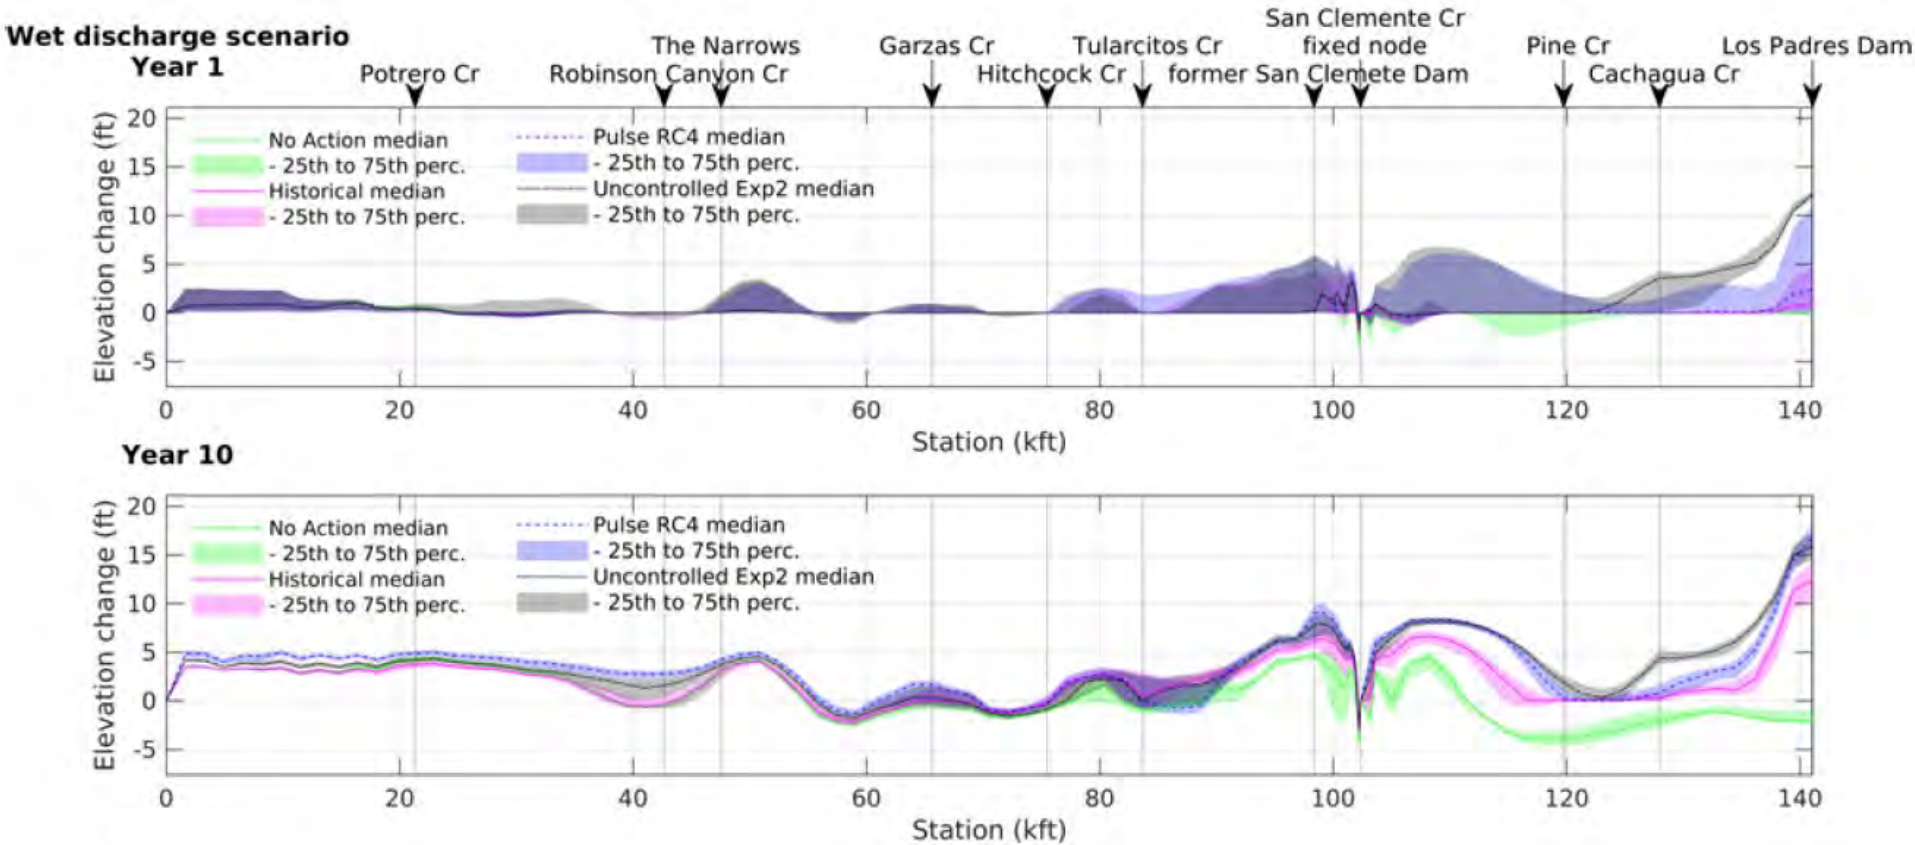 Wet discharge scenario
Year 1
San Clemente Cr
The Narrows Garzas Cr Tularcitos Cr fixed node Pine Cr Los Padres Dam
Potrero Cr Robinson Canyon Cr Hitchcock Cr former San Clemete Dam Cachagua Cr
Elevation change (ft)
20
15
10
5
0
-5
No Action median
- 25th to 75th perc.
Historical median
- 25th to 75th perc.
Pulse RC4 median
- 25th to 75th perc.
Uncontrolled Exp2 median
- 25th to 75th perc.
0 20 40 60 80 100 120 140
Station (kft)
Year 10
Elevation change (ft)
20
15
10
5
0
-5
No Action median
- 25th to 75th perc.
Historical median
- 25th to 75th perc.
Pulse RC4 median
- 25th to 75th perc.
Uncontrolled Exp2 median
- 25th to 75th perc.
0 20 40 60 80 100 120 140
Station (kft)